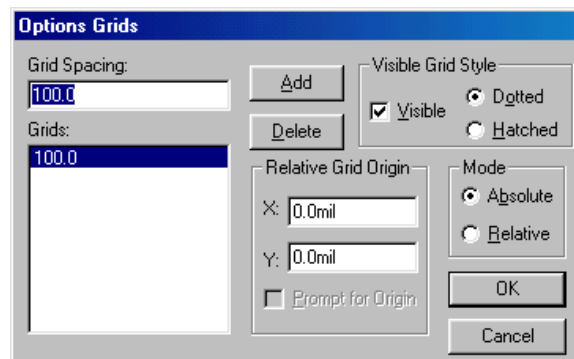 Options Grids
Grid Spacing:
100.0
Grids:
100.0
Add
Delete
Visible Grid Style
Visible
Dotted
Hatched
Relative Grid Origin
X: 0.0mil
Y: 0.0mil
Prompt for Origin
Mode
Absolute
Relative
OK
Cancel